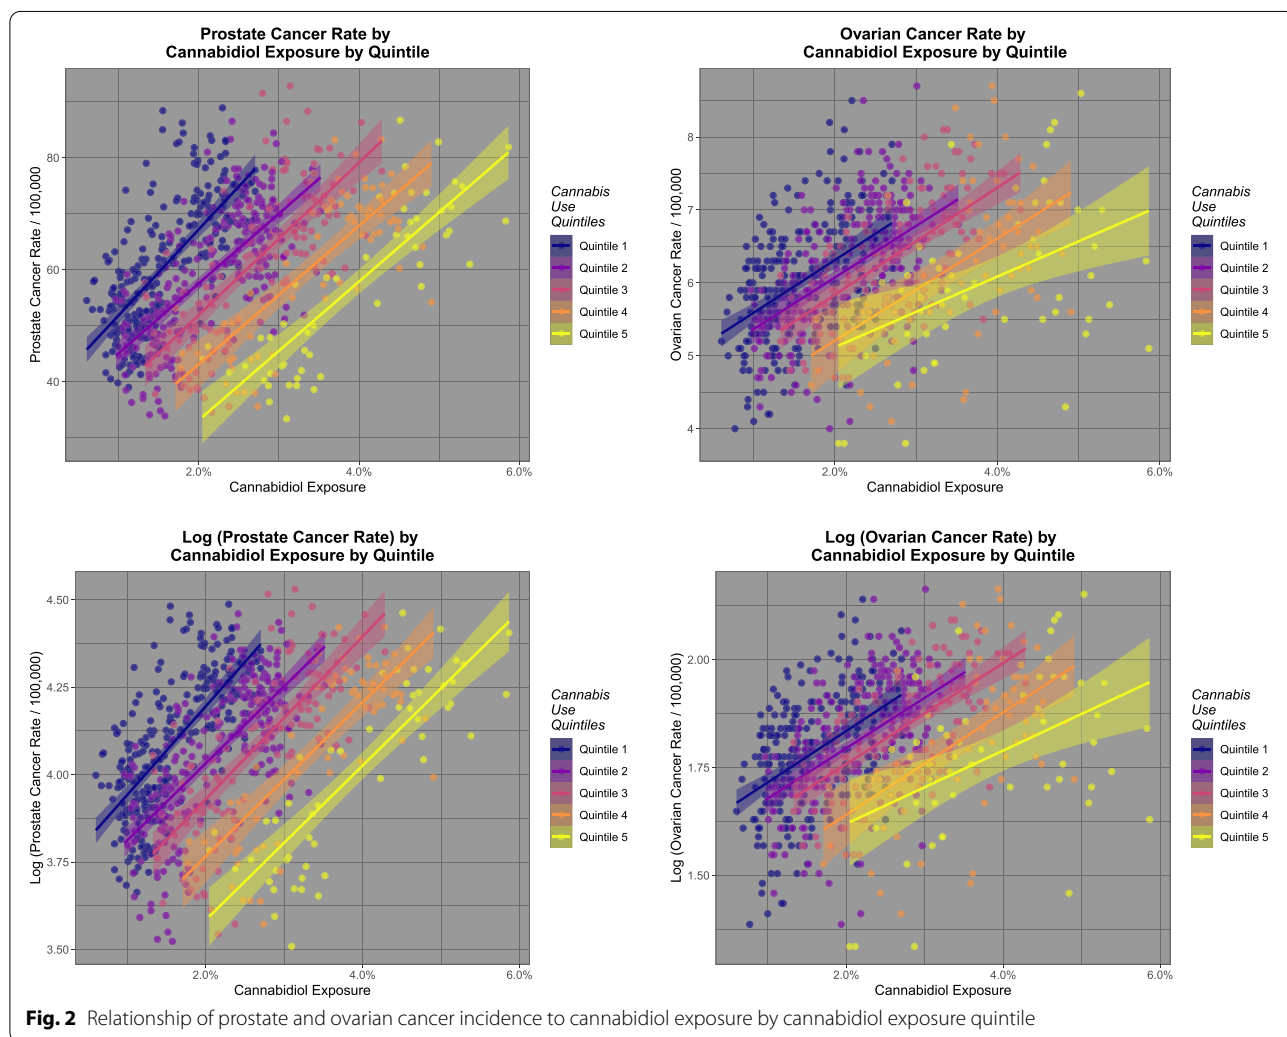 Prostate Cancer Rate by
Cannabidiol Exposure by Quintile
Prostate Cancer Rate / 100,000
80
60
40
2.0%
4.0%
6.0%
Cannabidiol Exposure
Cannabis
Use
Quintiles
Quintile 1
Quintile 2
Quintile 3
Quintile 4
Quintile 5
Ovarian Cancer Rate by
Cannabidiol Exposure by Quintile
Ovarian Cancer Rate / 100,000
8
7
6
5
4
2.0%
4.0%
6.0%
Cannabidiol Exposure
Cannabis
Use
Quintiles
Quintile 1
Quintile 2
Quintile 3
Quintile 4
Quintile 5
Log (Prostate Cancer Rate) by
Cannabidiol Exposure by Quintile
Log (Prostate Cancer Rate / 100,000)
4.50
4.25
4.00
3.75
3.50
2.0%
4.0%
6.0%
Cannabidiol Exposure
Cannabis
Use
Quintiles
Quintile 1
Quintile 2
Quintile 3
Quintile 4
Quintile 5
Log (Ovarian Cancer Rate) by
Cannabidiol Exposure by Quintile
Log (Ovarian Cancer Rate / 100,000)
2.00
1.75
1.50
2.0%
4.0%
6.0%
Cannabidiol Exposure
Cannabis
Use
Quintiles
Quintile 1
Quintile 2
Quintile 3
Quintile 4
Quintile 5
Fig. 2 Relationship of prostate and ovarian cancer incidence to cannabidiol exposure by cannabidiol exposure quintile